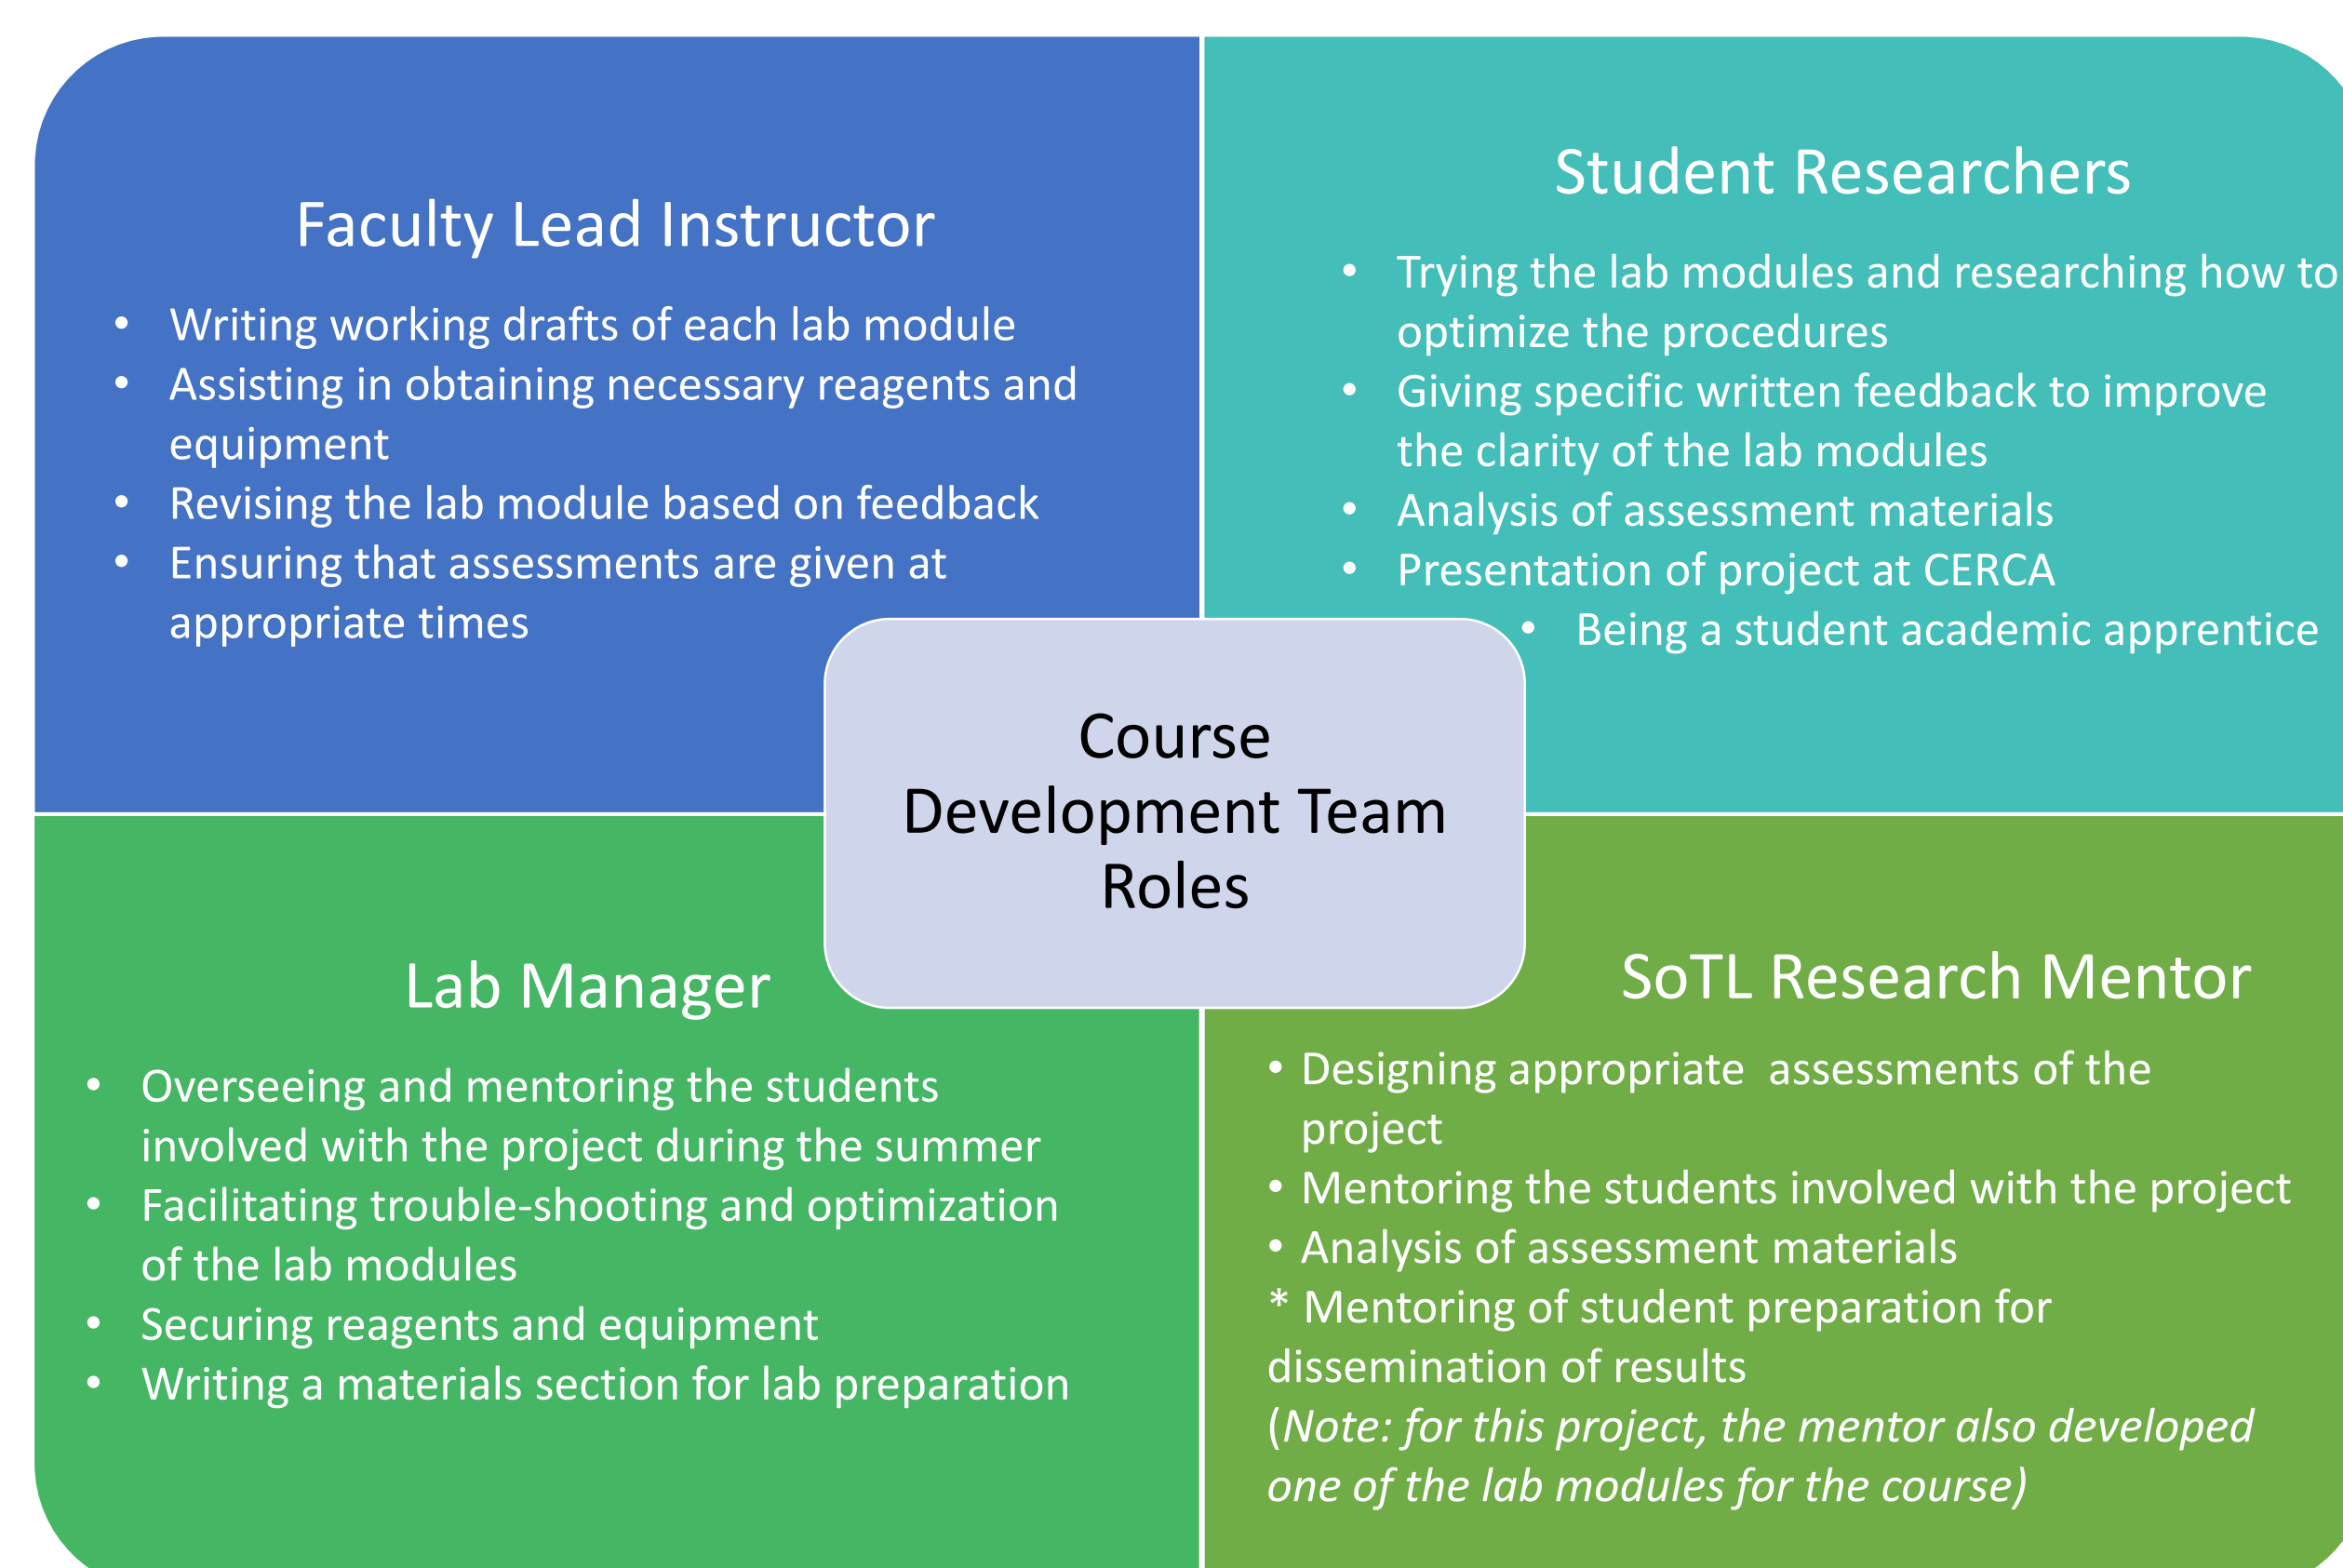 Faculty Lead Instructor
• Writing working drafts of each lab module
• Assisting in obtaining necessary reagents and
equipment
• Revising the lab module based on feedback
• Ensuring that assessments are given at
appropriate times
Student Researchers
• Trying the lab modules and researching how to
optimize the procedures
• Giving specific written feedback to improve
the clarity of the lab modules
• Analysis of assessment materials
• Presentation of project at CERCA
• Being a student academic apprentice
Course
Development Team
Roles
Lab Manager
• Overseeing and mentoring the students
involved with the project during the summer
• Facilitating trouble-shooting and optimization
of the lab modules
• Securing reagents and equipment
• Writing a materials section for lab preparation
SoTL Research Mentor
• Designing appropriate  assessments of the
project
• Mentoring the students involved with the project
• Analysis of assessment materials
* Mentoring of student preparation for
dissemination of results
(Note: for this project, the mentor also developed
one of the lab modules for the course)